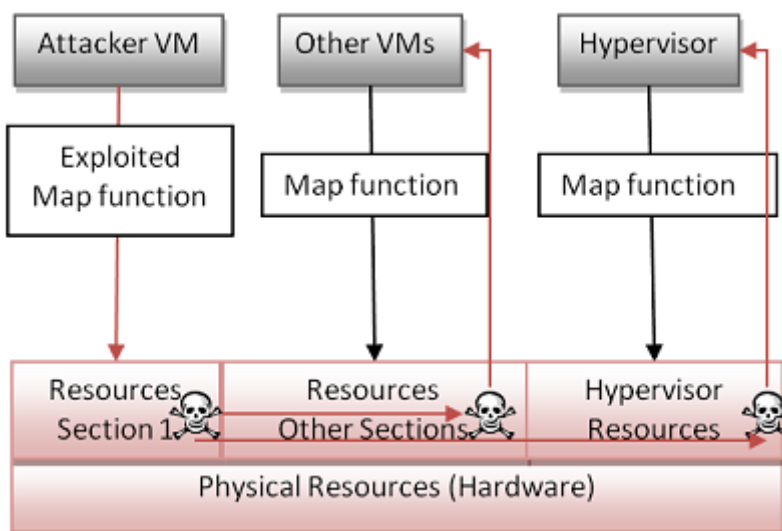 Attacker VM
Other VMs
Hypervisor
Exploited
Map function
Map function
Map function
Resources
Section 1
Resources
Other Sections
Hypervisor
Resources
Physical Resources (Hardware)